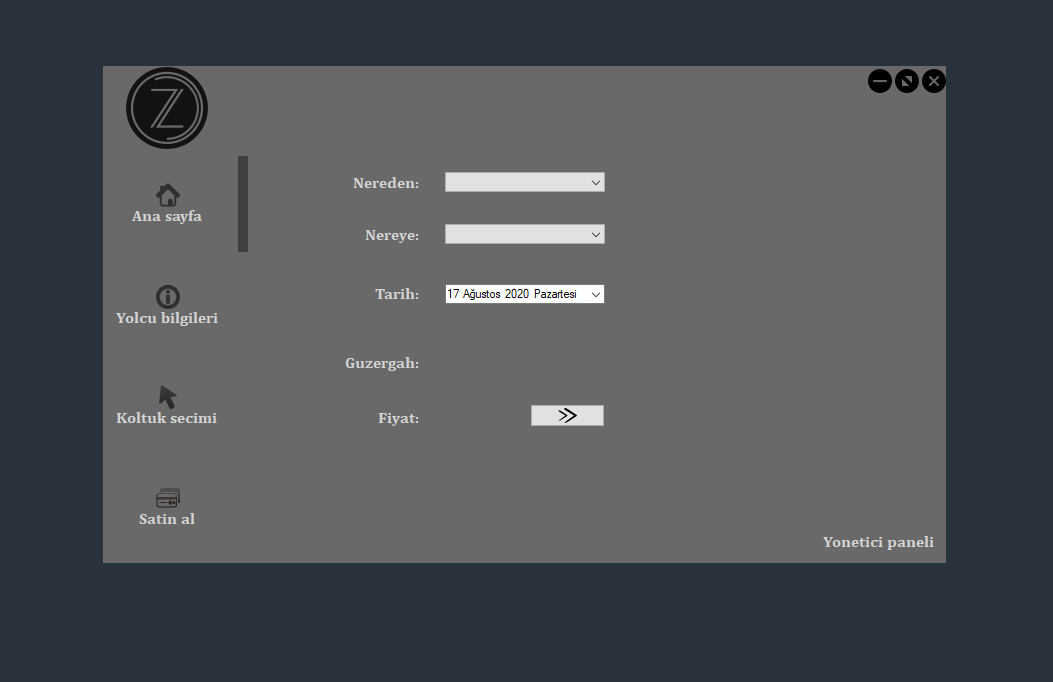 Z
Nereden:
Ana sayfa
Nereye:
Tarih: 17 Ağustos 2020 Pazartesi
Yolcu bilgileri
Guzergah:
Koltuk secimi
Fiyat:
Satin al
Yonetici paneli